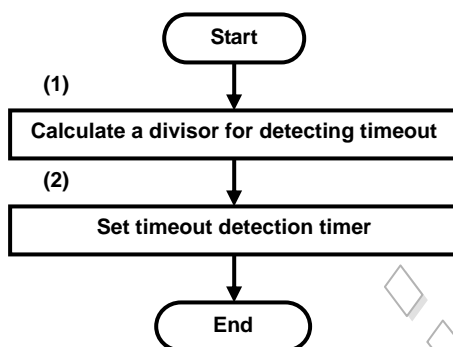 Start
(1)
Calculate a divisor for detecting timeout
(2)
Set timeout detection timer
End